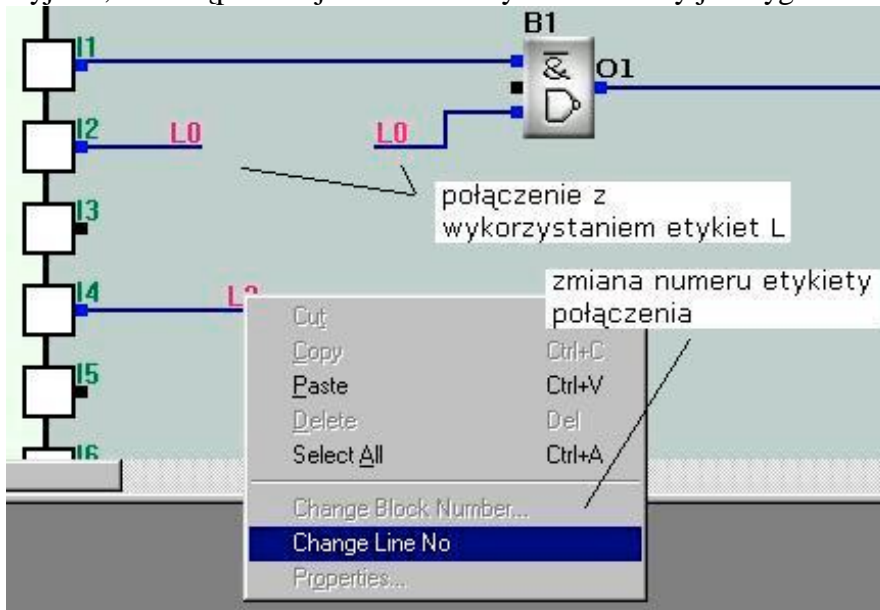 B1
I1
&
O1
I2 L0 L0
I3
połączenie z
wykorzystaniem etykiet L
I4
zmiana numeru etykiety
połączenia
Cut
Copy Ctrl+C
I5
Paste Ctrl+V
Delete Del
I6
Select All Ctrl+A
Change Block Number...
Change Line No
Properties...